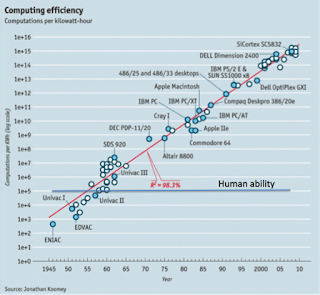 Computing efficiency
Computations per kilowatt-hour
Computations per kWh (log scale)
1e+16
1e+15
1e+14
1e+13
1e+12
1e+11
1e+10
1e+9
1e+8
1e+7
1e+6
1e+5
1e+4
1e+3
1e+2
1e+1
1e+0
SiCortex SC5832
DELL Dimension 2400
IBM PS/2 E &
SUN SS1000 x8
486/25 and 486/33 desktops
Dell OptiPlex GXI
Apple Macintosh
IBM PC
IBM PC/XT
Compaq Deskpro 386/20e
Cray 1
IBM PC/AT
DEC PDP-11/20
Apple IIe
Commodore 64
SDS 920
Altair 8800
Univac III
R² = 98.3%
Human ability
Univac I
Univac II
EDVAC
ENIAC
1945 50 55 60 65 70 75 80 85 90 95 2000 05 10
Year
Source: Jonathan Koomey